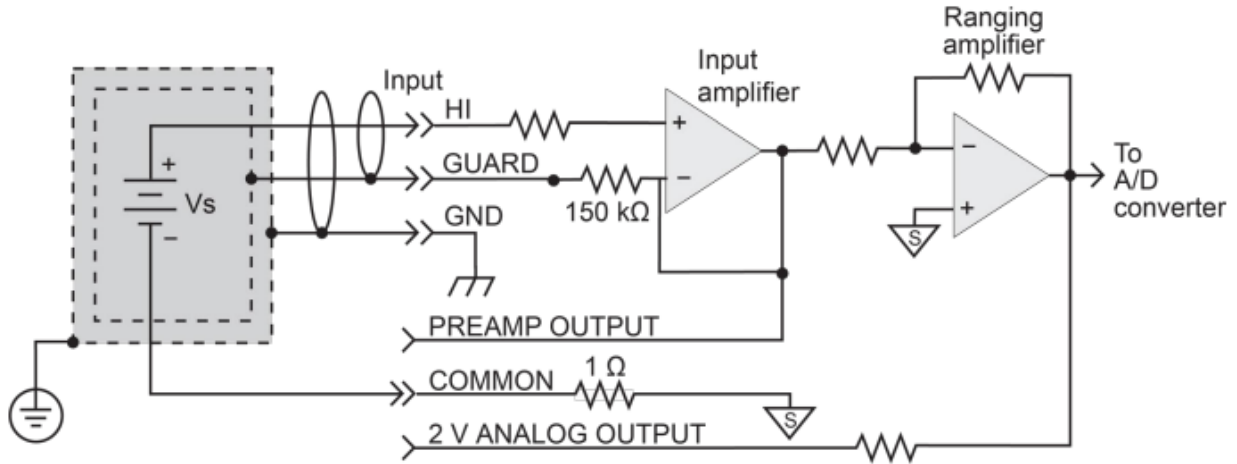 Ranging
amplifier
Input
Input
amplifier
HI
+
−
To
A/D
converter
GUARD
+
−
150 kΩ
+
Vs
−
GND
S
PREAMP OUTPUT
1 Ω
COMMON
S
2 V ANALOG OUTPUT